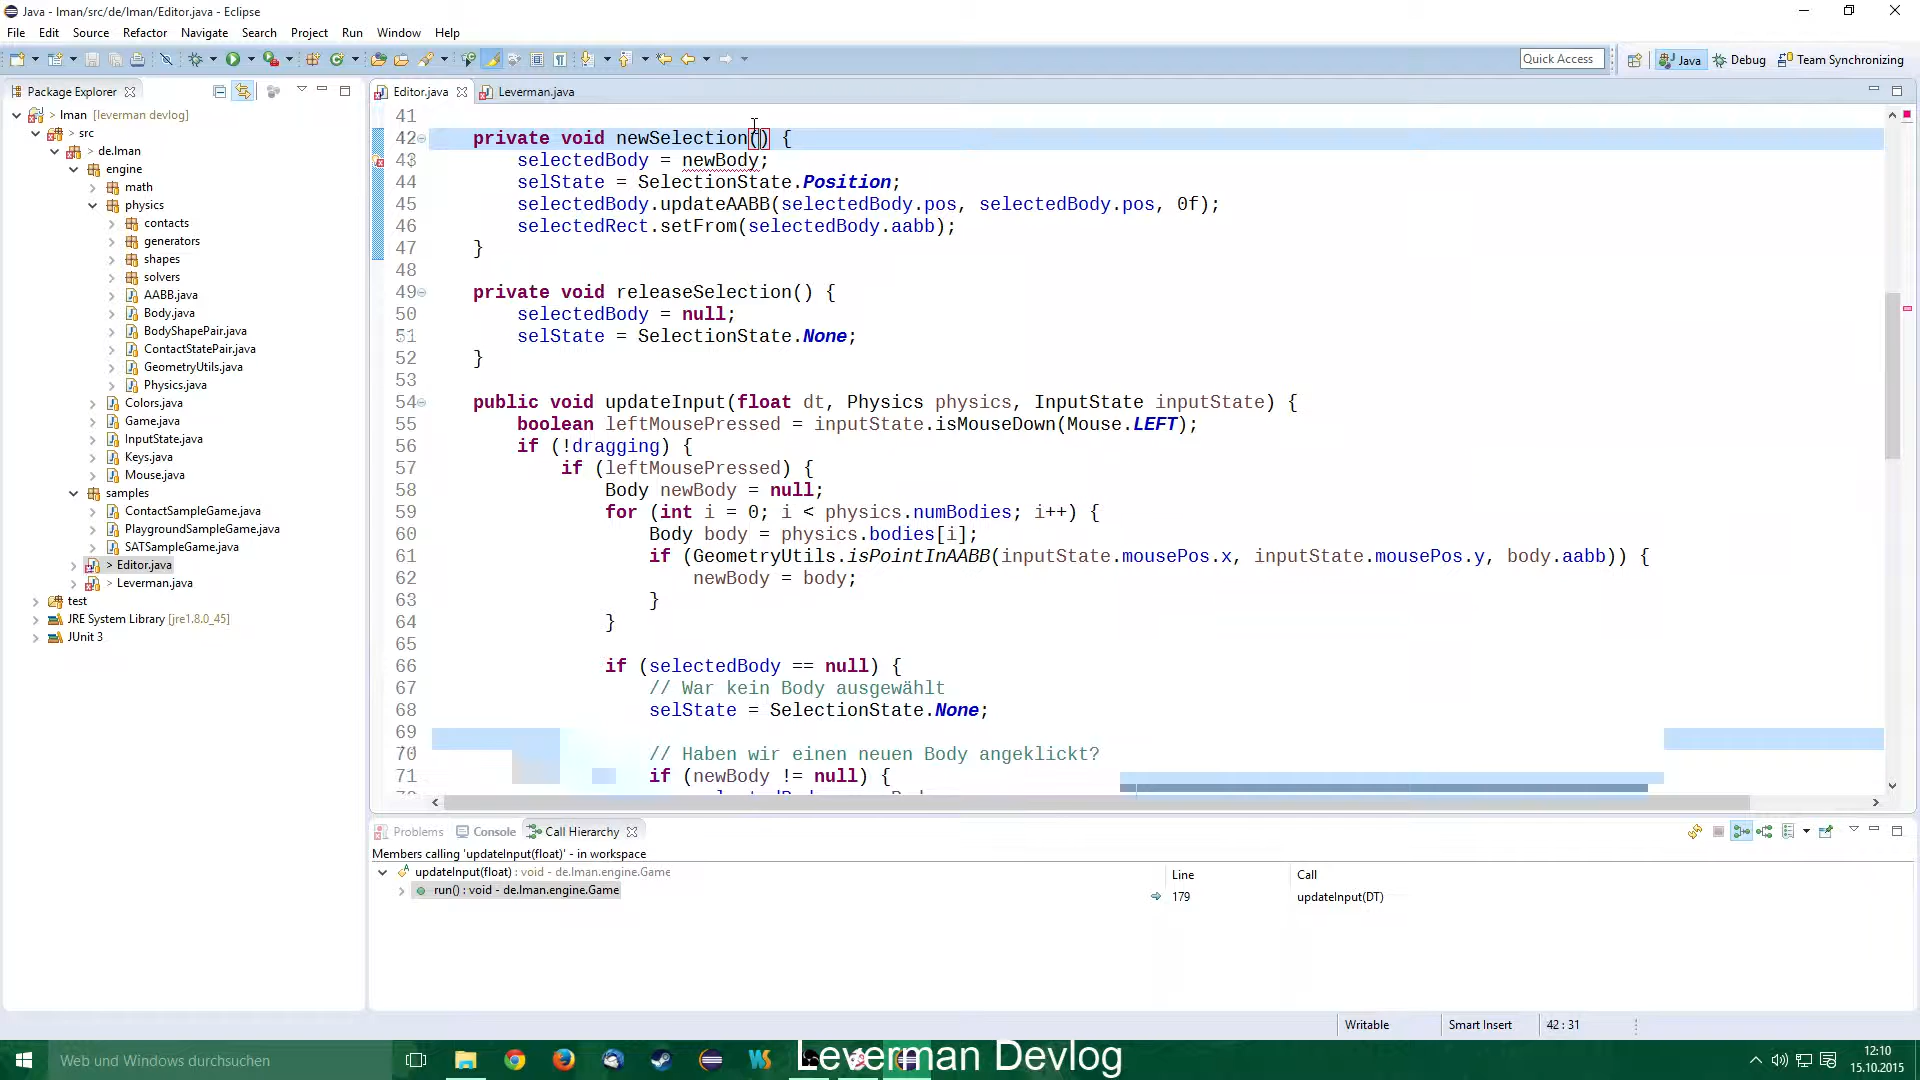 Java - lman/src/de/lman/Editor.java - Eclipse
File Edit Source Refactor Navigate Search Project Run Window Help
Quick Access Java Debug Team Synchronizing
Package Explorer
lman [leverman devlog]
src
de.lman
engine
math
physics
contacts
generators
shapes
solvers
AABB.java
Body.java
BodyShapePair.java
ContactStatePair.java
GeometryUtils.java
Physics.java
Colors.java
Game.java
InputState.java
Keys.java
Mouse.java
samples
ContactSampleGame.java
PlaygroundSampleGame.java
SATSampleGame.java
> Editor.java
> Leverman.java
test
JRE System Library [jre1.8.0_45]
JUnit 3
Editor.java Leverman.java
41
42 private void newSelection() {
43 selectedBody = newBody;
44 selState = SelectionState.Position;
45 selectedBody.updateAABB(selectedBody.pos, selectedBody.pos, 0f);
46 selectedRect.setFrom(selectedBody.aabb);
47 }
48
49 private void releaseSelection() {
50 selectedBody = null;
51 selState = SelectionState.None;
52 }
53
54 public void updateInput(float dt, Physics physics, InputState inputState) {
55 boolean leftMousePressed = inputState.isMouseDown(Mouse.LEFT);
56 if (!dragging) {
57 if (leftMousePressed) {
58 Body newBody = null;
59 for (int i = 0; i < physics.numBodies; i++) {
60 Body body = physics.bodies[i];
61 if (GeometryUtils.isPointInAABB(inputState.mousePos.x, inputState.mousePos.y, body.aabb)) {
62 newBody = body;
63 }
64 }
65
66 if (selectedBody == null) {
67 // War kein Body ausgewählt
68 selState = SelectionState.None;
69
70 // Haben wir einen neuen Body angeklickt?
71 if (newBody != null) {
Problems Console Call Hierarchy
Members calling 'updateInput(float)' - in workspace
updateInput(float) : void - de.lman.engine.Game
run() : void - de.lman.engine.Game
Line Call
179 updateInput(DT)
Writable Smart Insert 42 : 31
Web und Windows durchsuchen
Leverman Devlog
12:10
15.10.2015